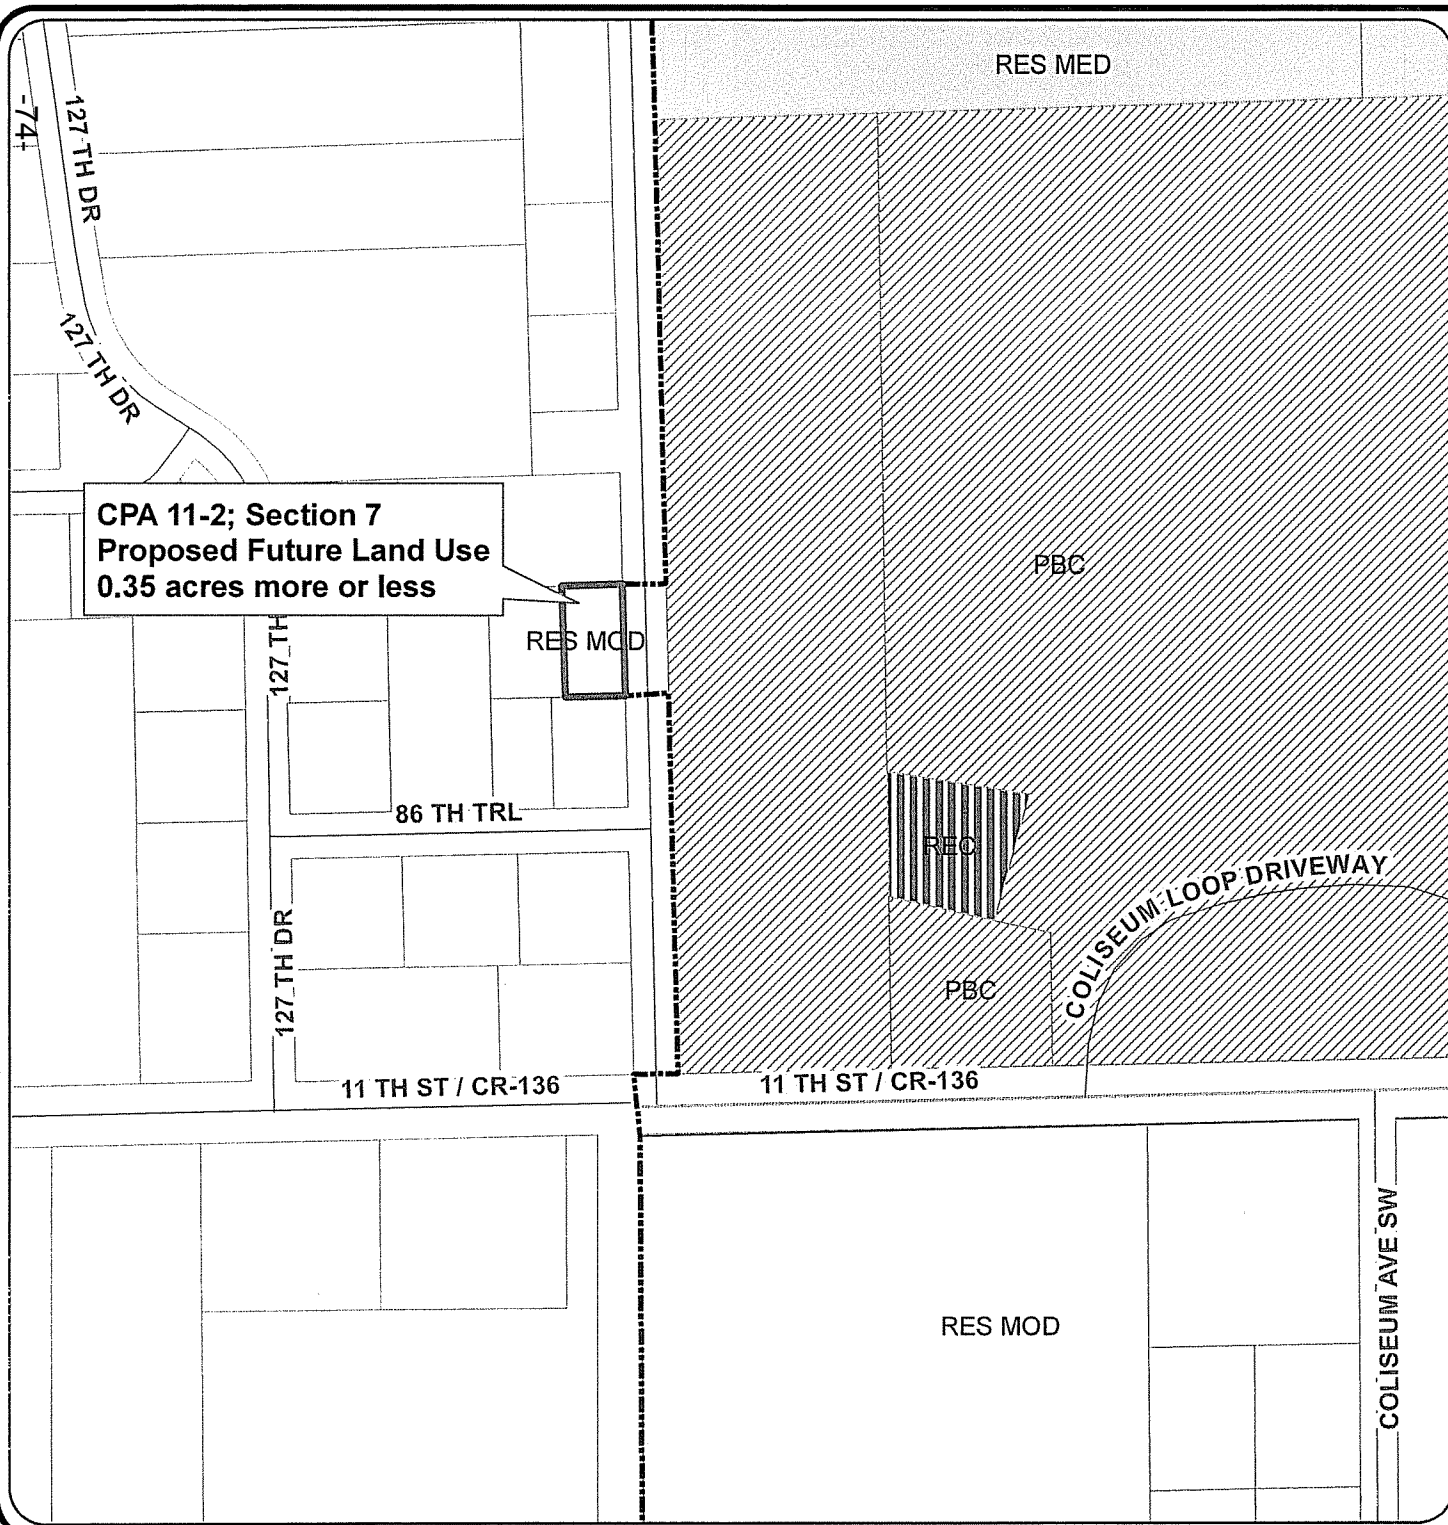 RES MED
-74-
127 TH DR
127 TH DR
CPA 11-2; Section 7
Proposed Future Land Use
0.35 acres more or less
PBC
127 TH
RES MOD
86 TH TRL
REC
COLISEUM LOOP DRIVEWAY
127 TH DR
PBC
11 TH ST / CR-136
11 TH ST / CR-136
COLISEUM AVE SW
RES MOD